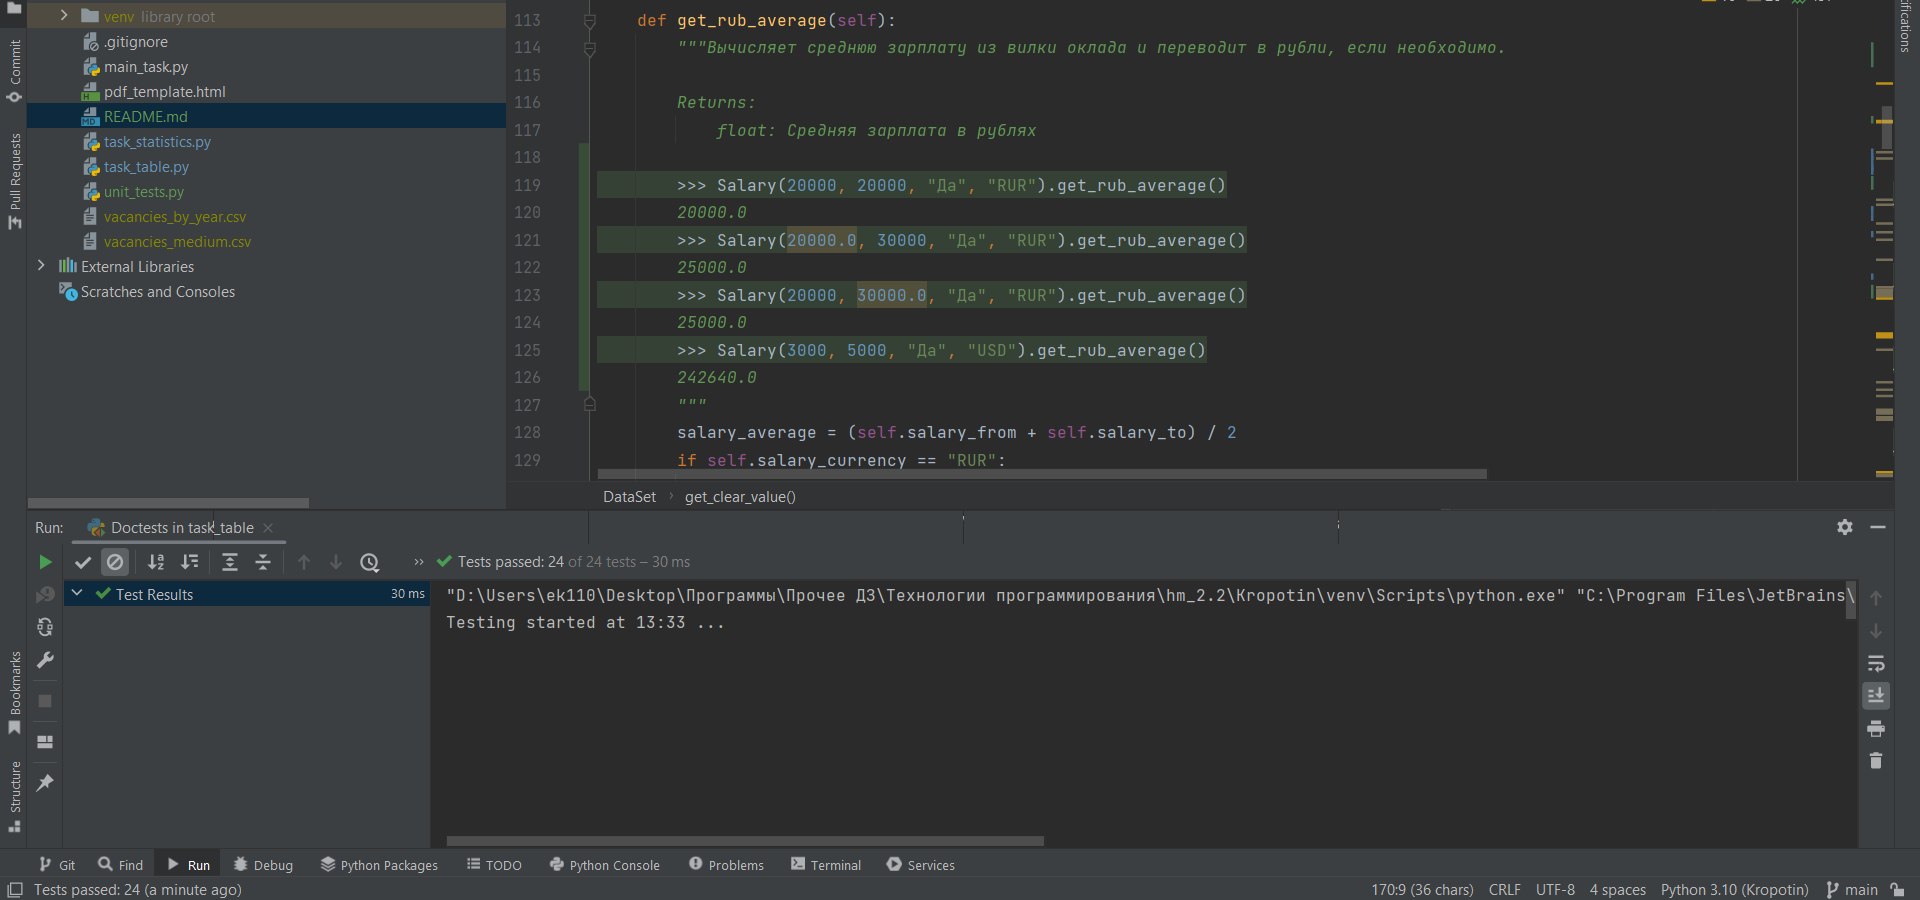 venv library root
.gitignore
main_task.py
pdf_template.html
README.md
task_statistics.py
task_table.py
unit_tests.py
vacancies_by_year.csv
vacancies_medium.csv
External Libraries
Scratches and Consoles
Commit
Pull Requests
Bookmarks
Structure
113 def get_rub_average(self):
114 """Вычисляет среднюю зарплату из вилки оклада и переводит в рубли, если необходимо.
115
116 Returns:
117 float: Средняя зарплата в рублях
118
119 >>> Salary(20000, 20000, "Да", "RUR").get_rub_average()
120 20000.0
121 >>> Salary(20000.0, 30000, "Да", "RUR").get_rub_average()
122 25000.0
123 >>> Salary(20000, 30000.0, "Да", "RUR").get_rub_average()
124 25000.0
125 >>> Salary(3000, 5000, "Да", "USD").get_rub_average()
126 242640.0
127 """
128 salary_average = (self.salary_from + self.salary_to) / 2
129 if self.salary_currency == "RUR":
DataSet › get_clear_value()
Run: Doctests in task_table
Tests passed: 24 of 24 tests – 30 ms
Test Results 30 ms
"D:\Users\ek110\Desktop\Программы\Прочее ДЗ\Технологии программирования\hm_2.2\Kropotin\venv\Scripts\python.exe" "C:\Program Files\JetBrains\
Testing started at 13:33 ...
Git Find Run Debug Python Packages TODO Python Console Problems Terminal Services
Tests passed: 24 (a minute ago) 170:9 (36 chars) CRLF UTF-8 4 spaces Python 3.10 (Kropotin) main